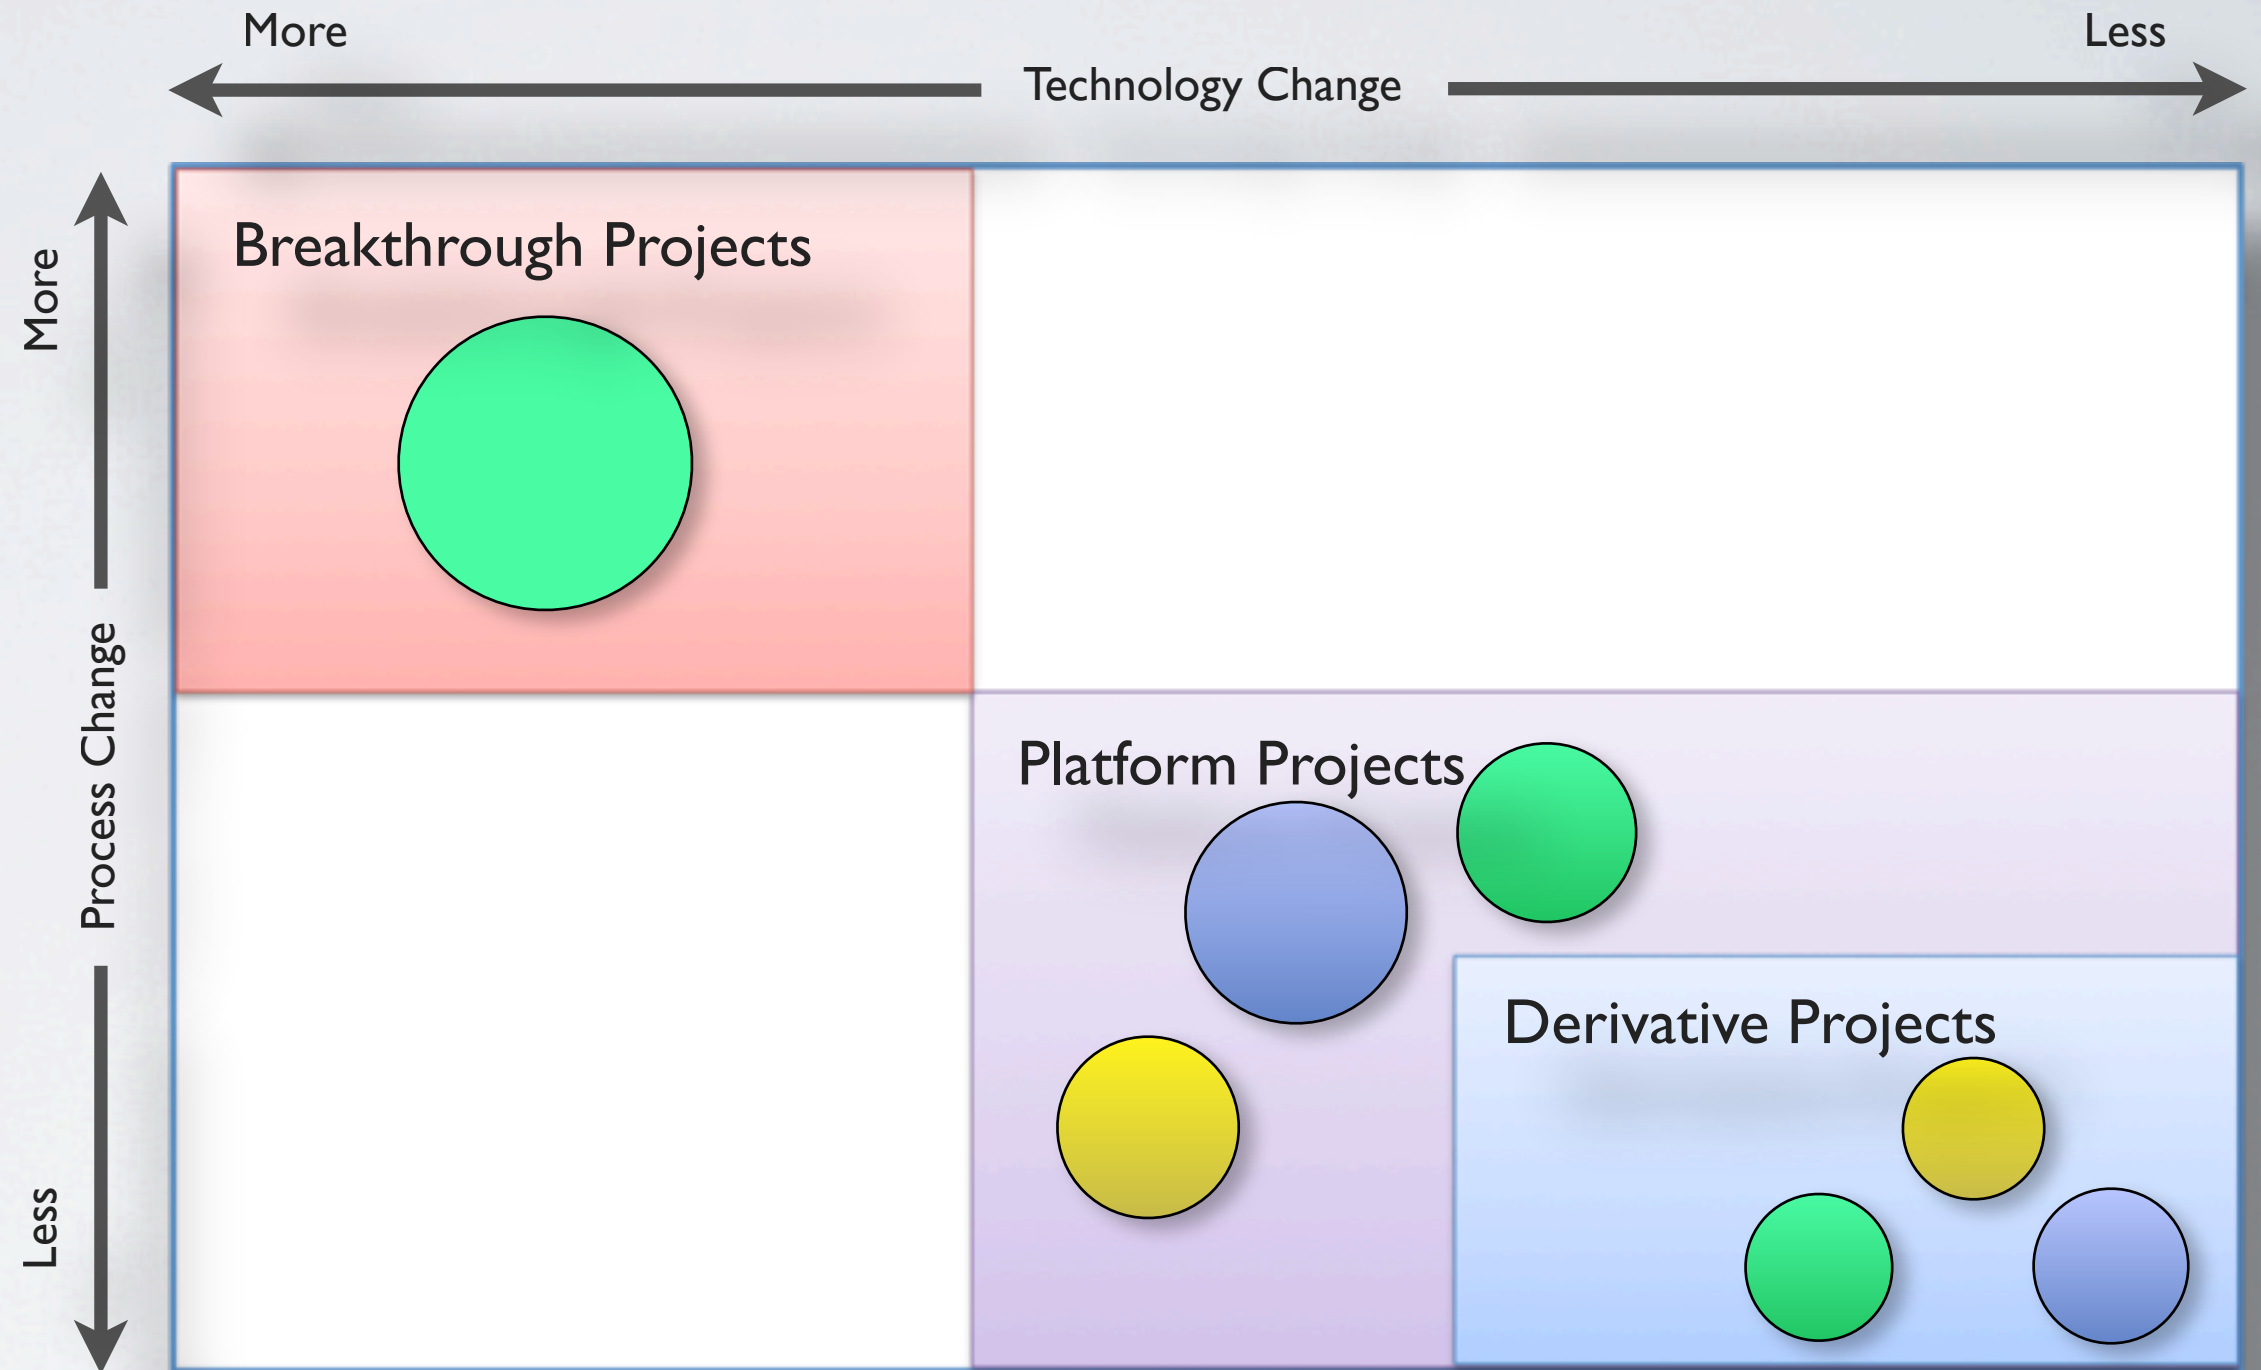 More
Less
Technology Change
More
Breakthrough Projects
Process Change
Platform Projects
Derivative Projects
Less